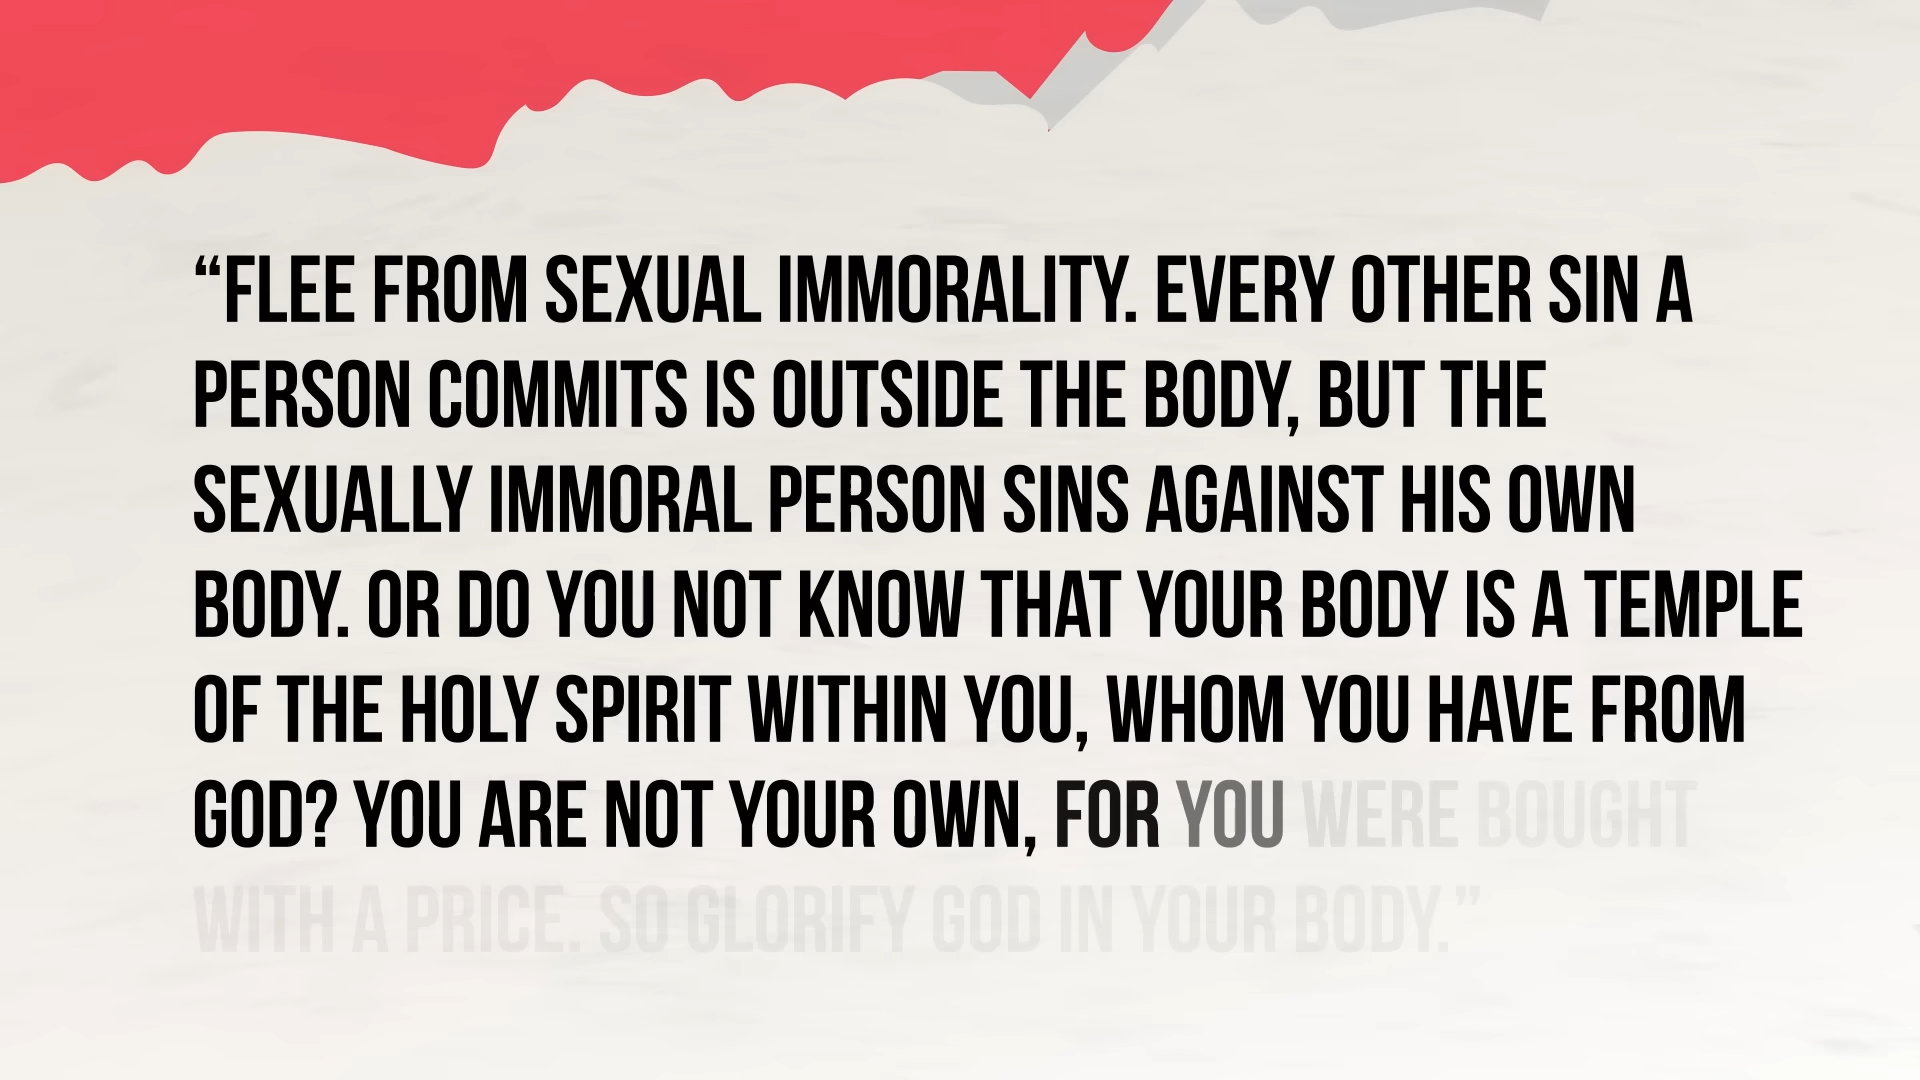 “FLEE FROM SEXUAL IMMORALITY. EVERY OTHER SIN A
PERSON COMMITS IS OUTSIDE THE BODY, BUT THE
SEXUALLY IMMORAL PERSON SINS AGAINST HIS OWN
BODY. OR DO YOU NOT KNOW THAT YOUR BODY IS A TEMPLE
OF THE HOLY SPIRIT WITHIN YOU, WHOM YOU HAVE FROM
GOD? YOU ARE NOT YOUR OWN, FOR YOU WERE BOUGHT
WITH A PRICE. SO GLORIFY GOD IN YOUR BODY.”